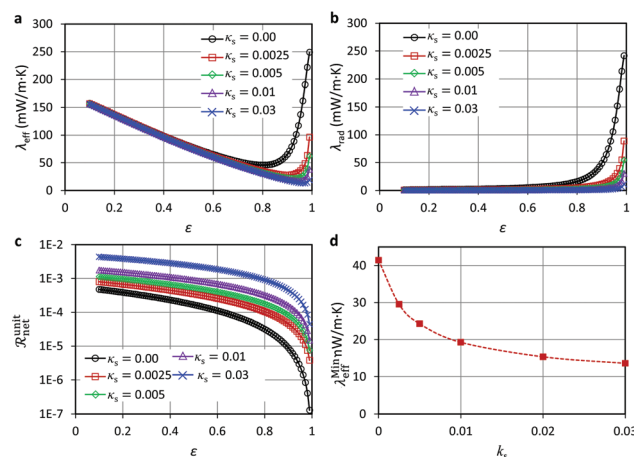 a
300
250
200
150
100
50
0
λeff (mW/m·K)
κs = 0.00
κs = 0.0025
κs = 0.005
κs = 0.01
κs = 0.03
0 0.2 0.4 0.6 0.8 1
ε
b
300
250
200
150
100
50
0
λrad (mW/m·K)
κs = 0.00
κs = 0.0025
κs = 0.005
κs = 0.01
κs = 0.03
0 0.2 0.4 0.6 0.8 1
ε
c
1E-2
1E-3
1E-4
1E-5
1E-6
1E-7
ℛnet unit
κs = 0.00 κs = 0.01
κs = 0.0025 κs = 0.03
κs = 0.005
0 0.2 0.4 0.6 0.8 1
ε
d
40
30
20
10
0
λeff Min mW/m·K)
0 0.01 0.02 0.03
ks